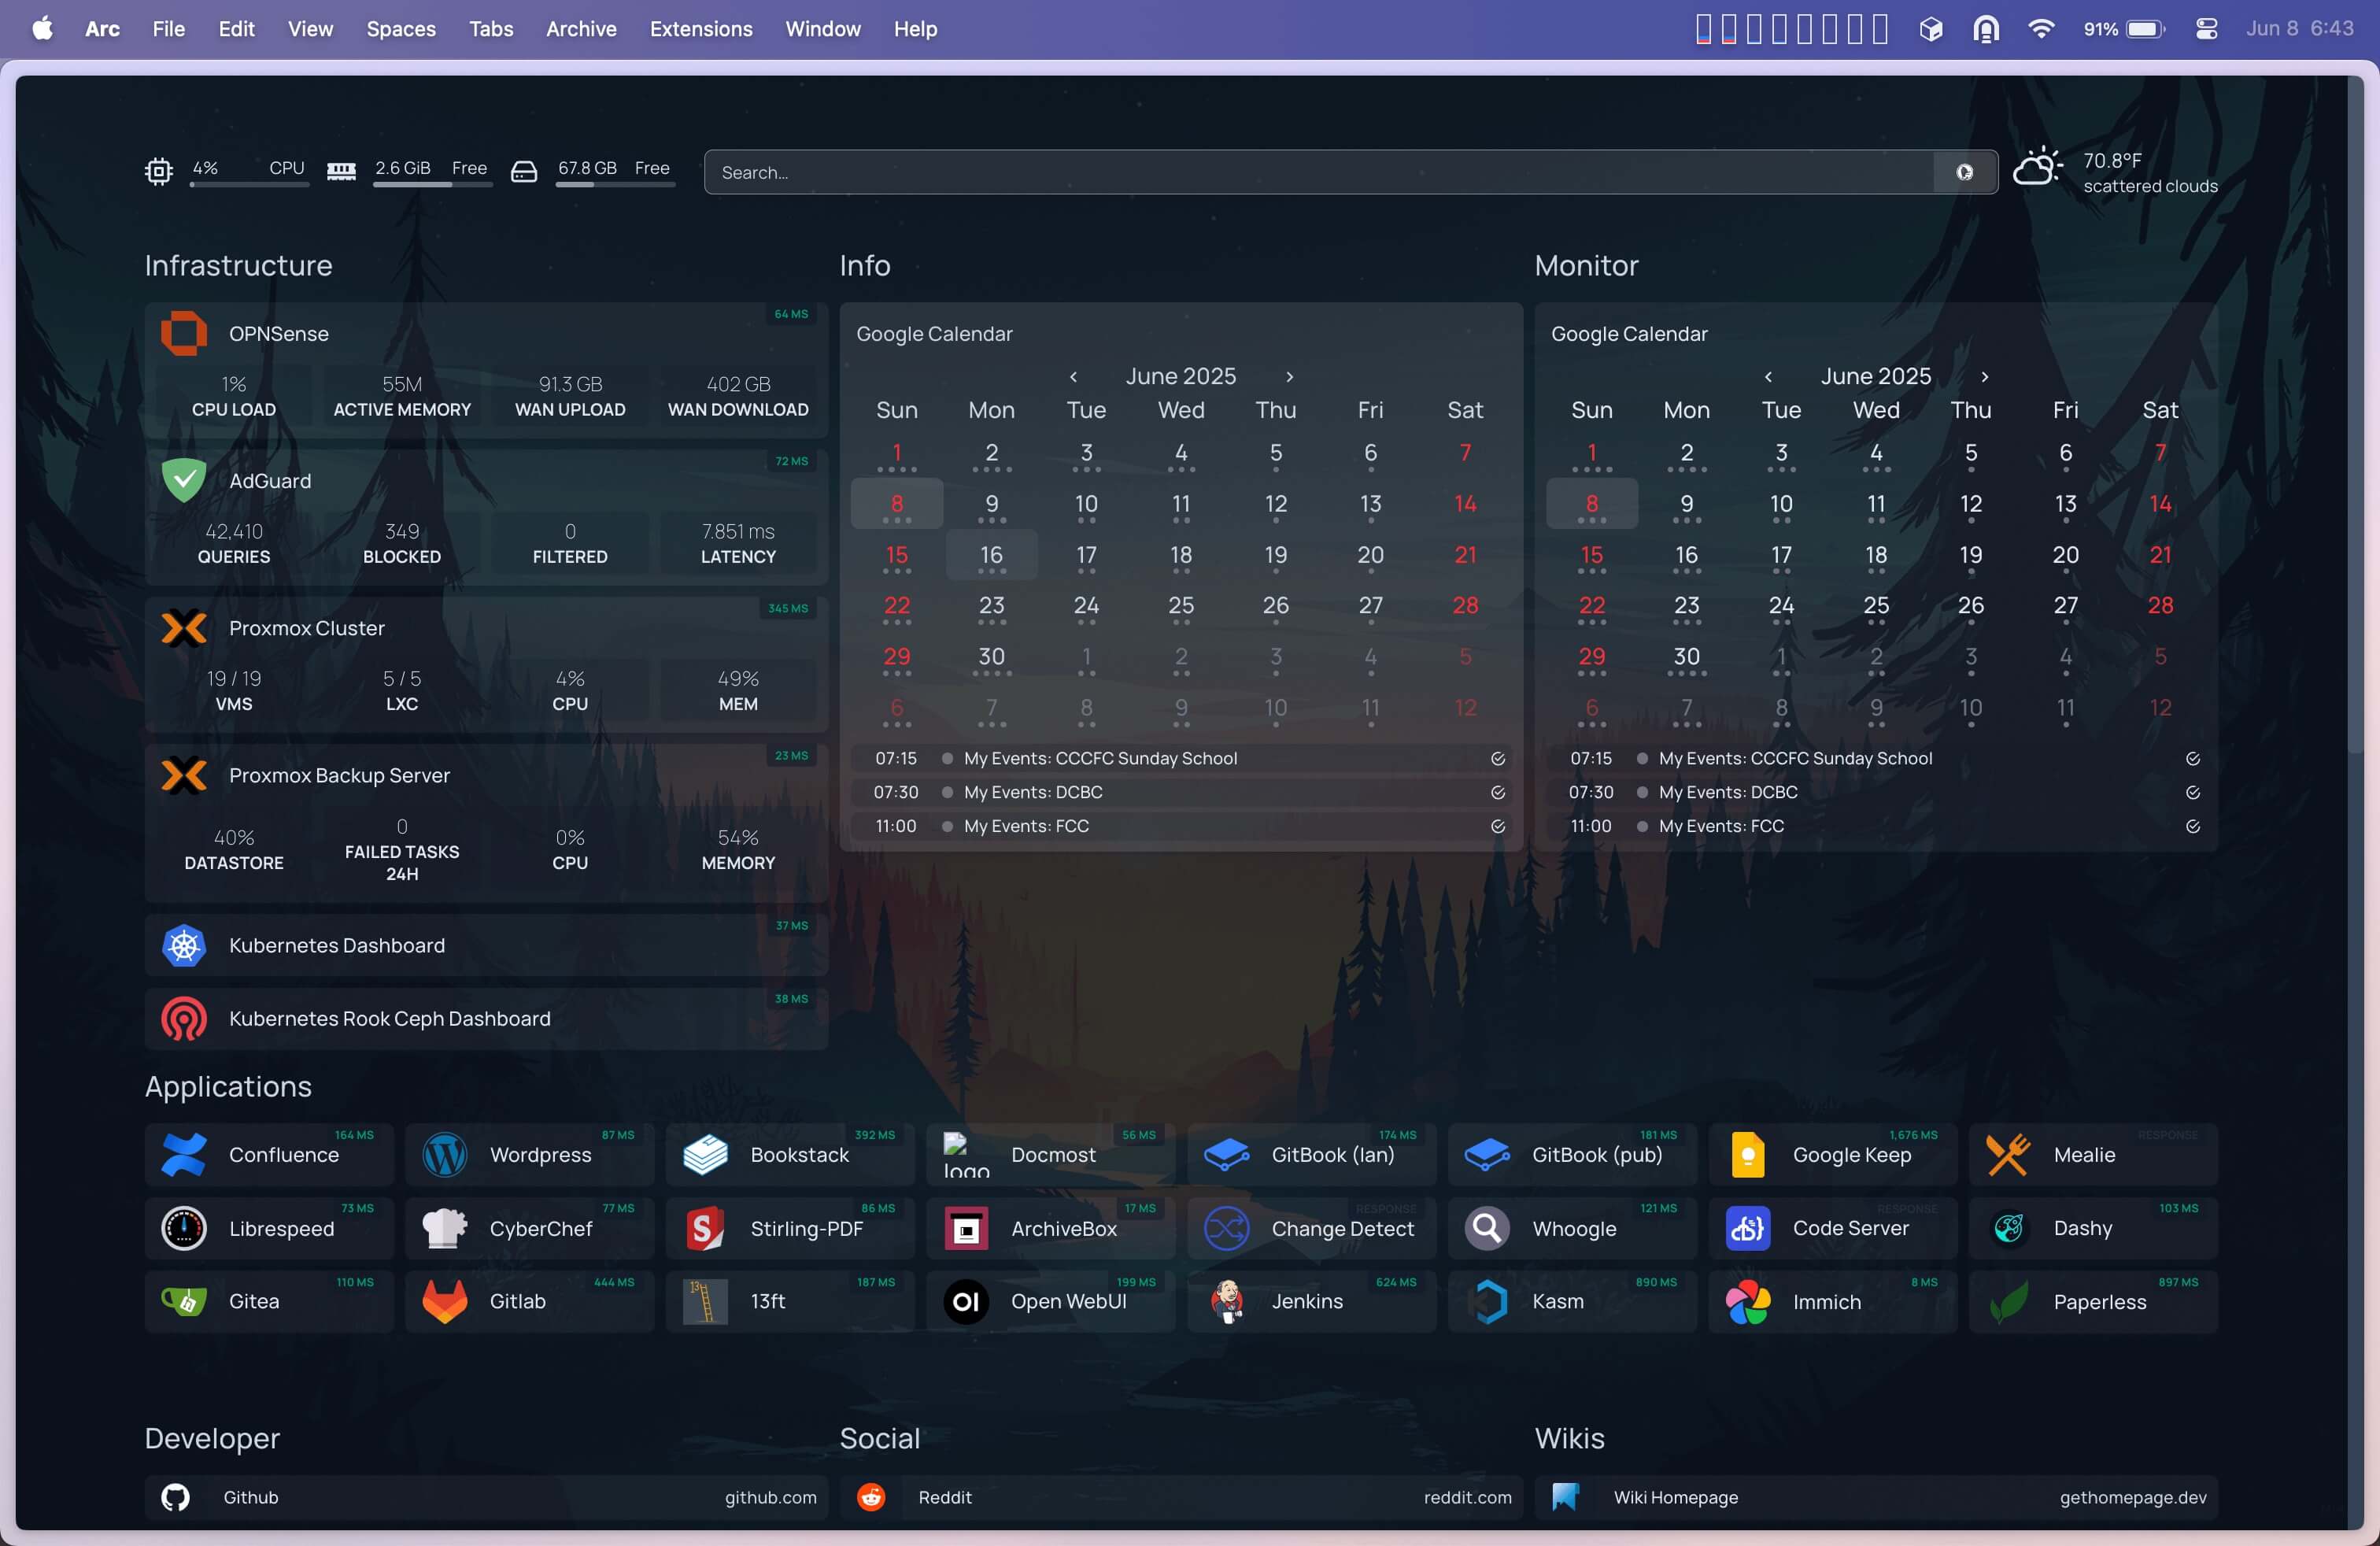 Arc File Edit View Spaces Tabs Archive Extensions Window Help 91% Jun 8 6:43
4% CPU 2.6 GiB Free 67.8 GB Free Search... 70.8°F
scattered clouds
Infrastructure
OPNSense 64 MS
1% 55M 91.3 GB 402 GB
CPU LOAD ACTIVE MEMORY WAN UPLOAD WAN DOWNLOAD
AdGuard 72 MS
42,410 349 0 7.851 ms
QUERIES BLOCKED FILTERED LATENCY
Proxmox Cluster 345 MS
19 / 19 5 / 5 4% 49%
VMS LXC CPU MEM
Proxmox Backup Server 23 MS
40% 0 0% 54%
DATASTORE FAILED TASKS 24H CPU MEMORY
Kubernetes Dashboard 37 MS
Kubernetes Rook Ceph Dashboard 38 MS
Info
Google Calendar
‹ June 2025 ›
Sun Mon Tue Wed Thu Fri Sat
1 2 3 4 5 6 7
8 9 10 11 12 13 14
15 16 17 18 19 20 21
22 23 24 25 26 27 28
29 30 1 2 3 4 5
6 7 8 9 10 11 12
07:15 My Events: CCCFC Sunday School
07:30 My Events: DCBC
11:00 My Events: FCC
Monitor
Google Calendar
‹ June 2025 ›
Sun Mon Tue Wed Thu Fri Sat
1 2 3 4 5 6 7
8 9 10 11 12 13 14
15 16 17 18 19 20 21
22 23 24 25 26 27 28
29 30 1 2 3 4 5
6 7 8 9 10 11 12
07:15 My Events: CCCFC Sunday School
07:30 My Events: DCBC
11:00 My Events: FCC
Applications
Confluence 164 MS Wordpress 87 MS Bookstack 392 MS logo Docmost 56 MS GitBook (lan) 174 MS GitBook (pub) 181 MS Google Keep 1,676 MS Mealie RESPONSE
Librespeed 73 MS CyberChef 77 MS Stirling-PDF 86 MS ArchiveBox 17 MS Change Detect RESPONSE Whoogle 121 MS Code Server RESPONSE Dashy 103 MS
Gitea 110 MS Gitlab 444 MS 13ft 187 MS Open WebUI 199 MS Jenkins 624 MS Kasm 890 MS Immich 8 MS Paperless 897 MS
Developer
Github github.com
Social
Reddit reddit.com
Wikis
Wiki Homepage gethomepage.dev